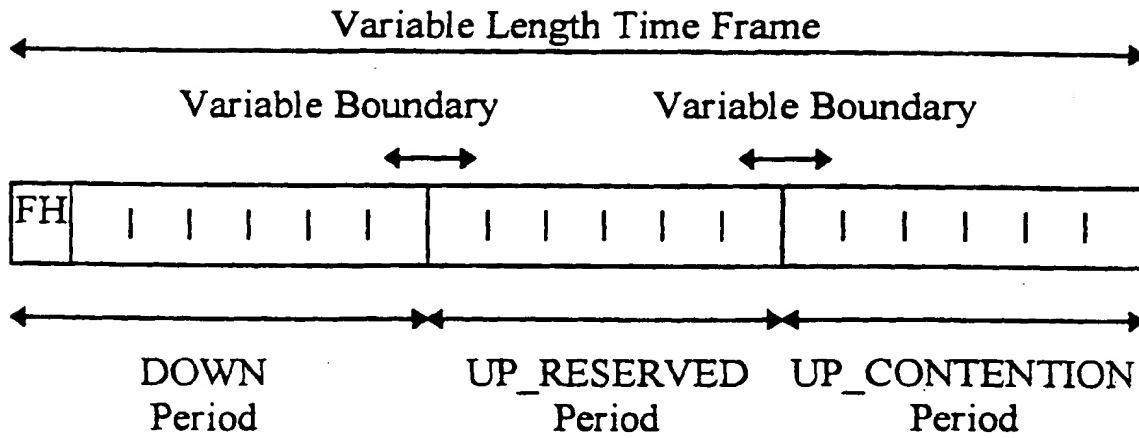 Variable Length Time Frame
Variable Boundary
Variable Boundary
FH
DOWN
Period
UP_RESERVED
Period
UP_CONTENTION
Period